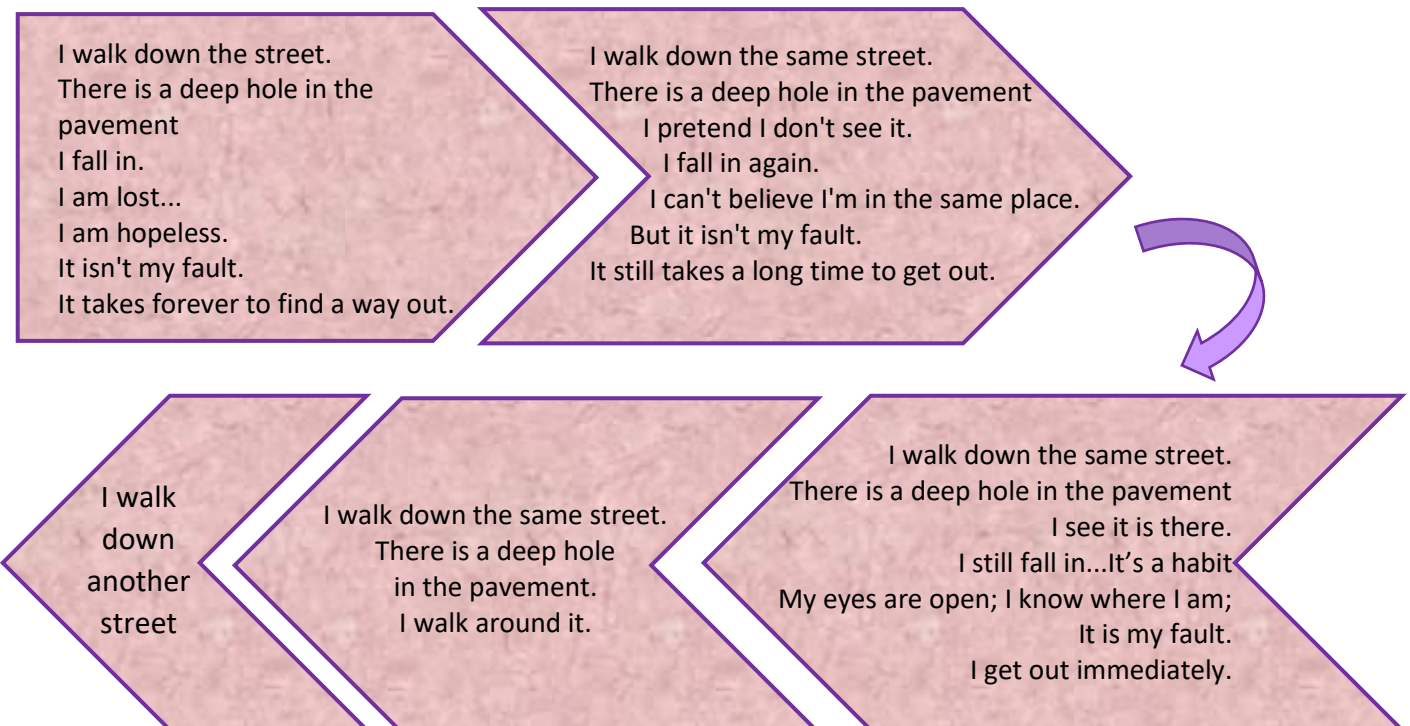 I walk down the street.
There is a deep hole in the
pavement
I fall in.
I am lost...
I am hopeless.
It isn't my fault.
It takes forever to find a way out.
I walk down the same street.
There is a deep hole in the pavement
I pretend I don't see it.
I fall in again.
I can't believe I'm in the same place.
But it isn't my fault.
It still takes a long time to get out.
I walk down the same street.
There is a deep hole in the pavement
I see it is there.
I still fall in...It’s a habit
My eyes are open; I know where I am;
It is my fault.
I get out immediately.
I walk down the same street.
There is a deep hole
in the pavement.
I walk around it.
I walk
down
another
street